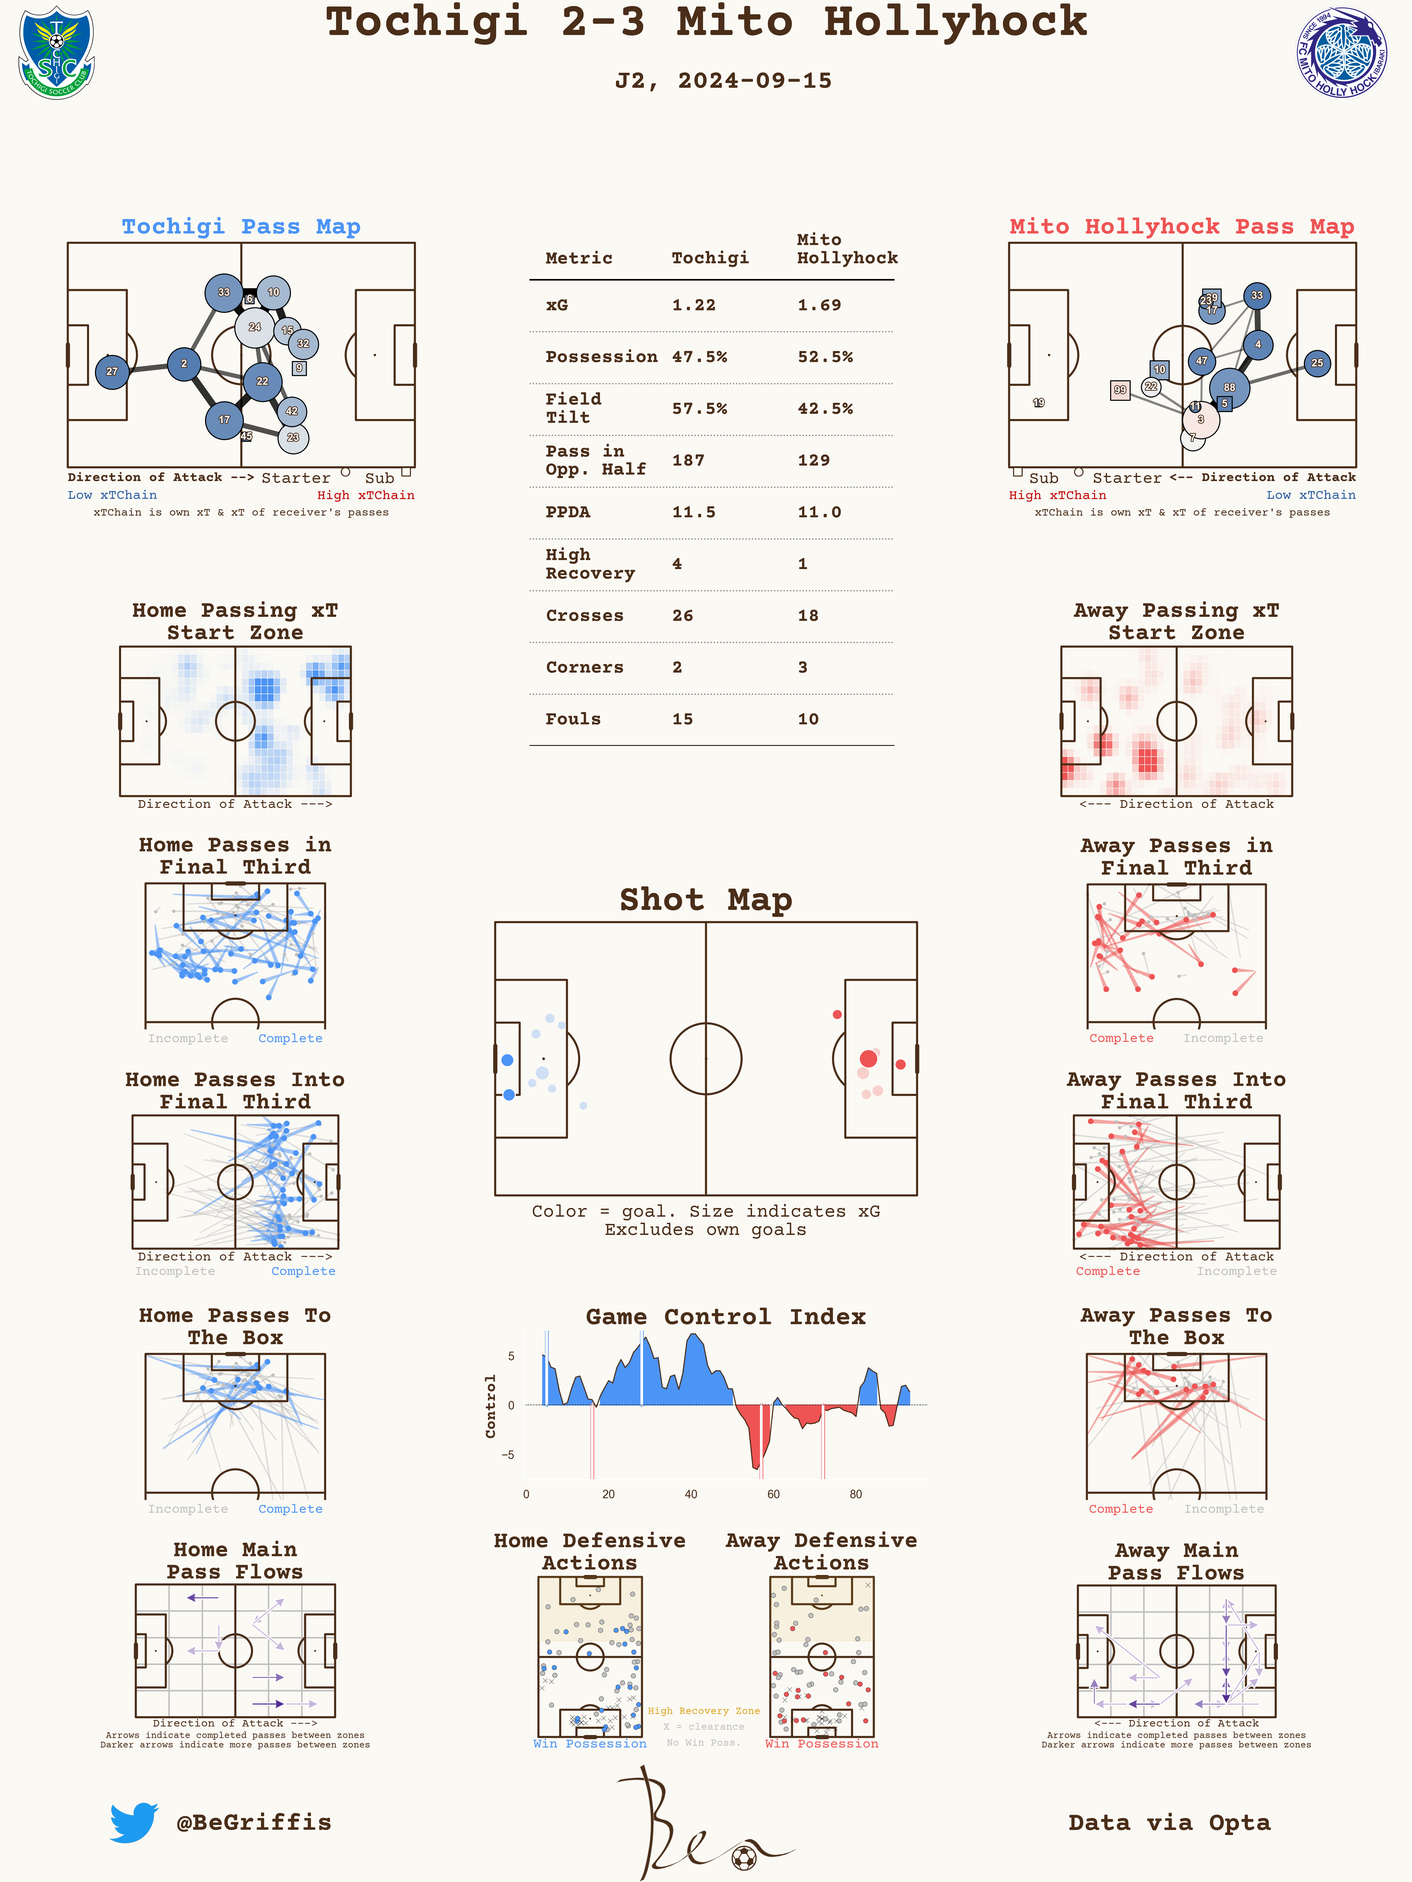 Tochigi 2-3 Mito Hollyhock
J2, 2024-09-15
TOCHIGI SOCCER CLUB
SINCE 1994
FC MITO HOLLY HOCK
IBARAKI
Tochigi Pass Map
27
2
33
6
10
24
15
32
9
22
17
42
45
23
Direction of Attack --> Starter Sub
Low xTChain High xTChain
xTChain is own xT & xT of receiver's passes
Metric Tochigi Mito Hollyhock
xG 1.22 1.69
Possession 47.5% 52.5%
Field Tilt 57.5% 42.5%
Pass in Opp. Half 187 129
PPDA 11.5 11.0
High Recovery 4 1
Crosses 26 18
Corners 2 3
Fouls 15 10
Mito Hollyhock Pass Map
23
17
33
4
47
10
22
99
19
88
25
5
11
3
7
Sub Starter <-- Direction of Attack
High xTChain Low xTChain
xTChain is own xT & xT of receiver's passes
Home Passing xT
Start Zone
Direction of Attack --->
Away Passing xT
Start Zone
<--- Direction of Attack
Home Passes in
Final Third
Incomplete Complete
Away Passes in
Final Third
Complete Incomplete
Shot Map
Color = goal. Size indicates xG
Excludes own goals
Home Passes Into
Final Third
Direction of Attack --->
Incomplete Complete
Away Passes Into
Final Third
<--- Direction of Attack
Complete Incomplete
Home Passes To
The Box
Incomplete Complete
Game Control Index
Control
5
0
−5
0 20 40 60 80
Away Passes To
The Box
Complete Incomplete
Home Main
Pass Flows
Direction of Attack --->
Arrows indicate completed passes between zones
Darker arrows indicate more passes between zones
Home Defensive
Actions
Win Possession
High Recovery Zone
X = clearance
No Win Poss.
Away Defensive
Actions
Win Possession
Away Main
Pass Flows
<--- Direction of Attack
Arrows indicate completed passes between zones
Darker arrows indicate more passes between zones
@BeGriffis
Ben
Data via Opta